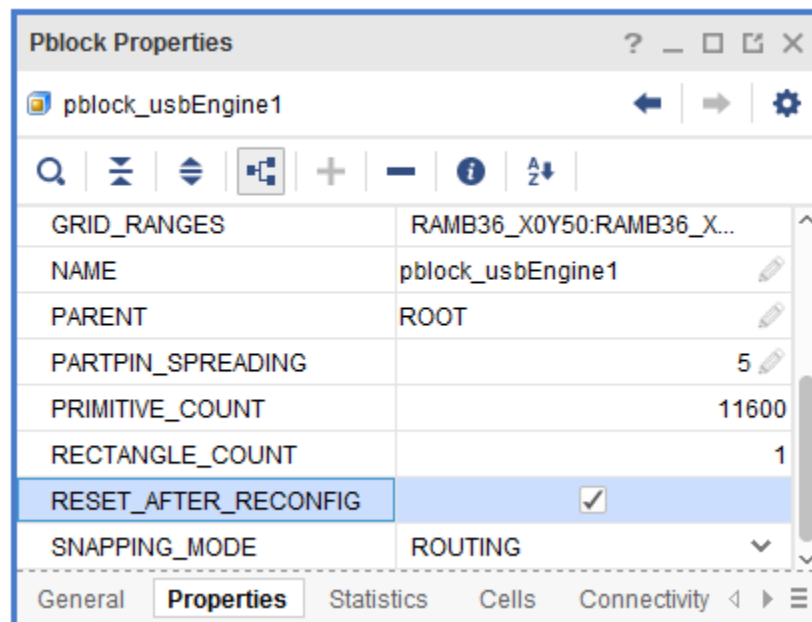 Pblock Properties
pblock_usbEngine1
GRID_RANGES RAMB36_X0Y50:RAMB36_X...
NAME pblock_usbEngine1
PARENT ROOT
PARTPIN_SPREADING 5
PRIMITIVE_COUNT 11600
RECTANGLE_COUNT 1
RESET_AFTER_RECONFIG
SNAPPING_MODE ROUTING
General Properties Statistics Cells Connectivity